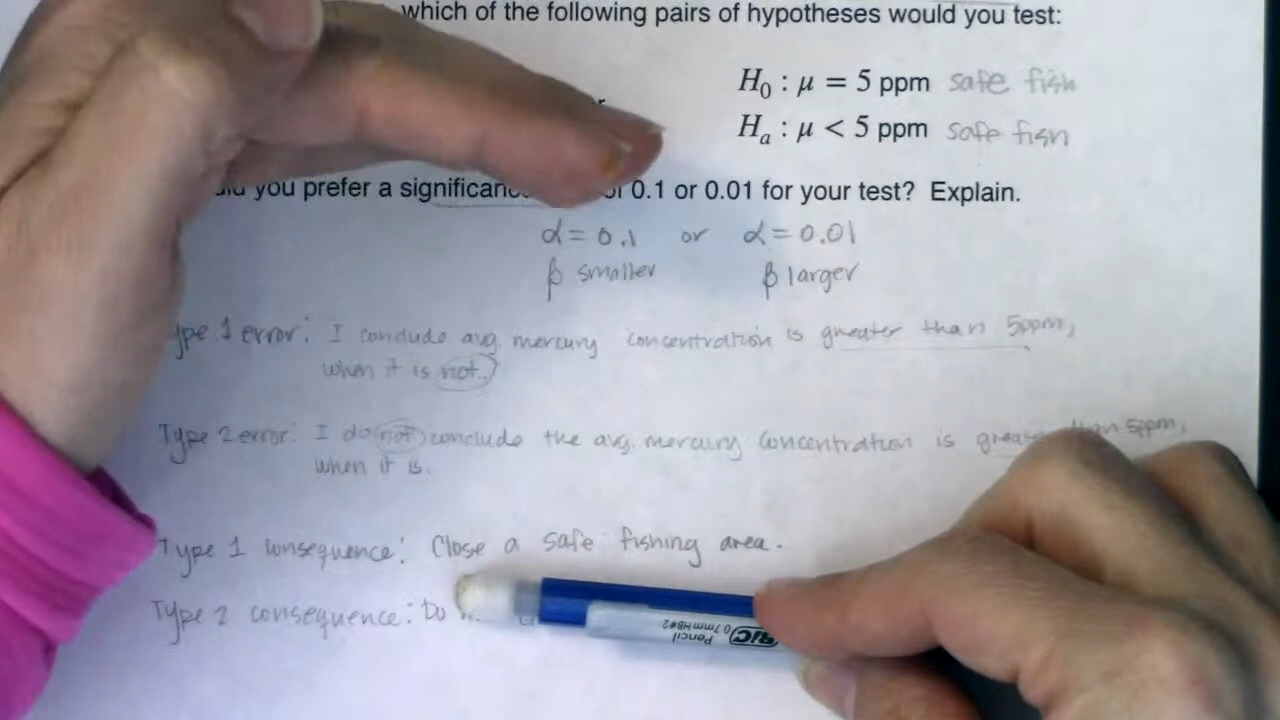 which of the following pairs of hypotheses would you test:
H₀ : μ = 5 ppm safe fish
Hₐ : μ < 5 ppm safe fish
you prefer a 0.1 or 0.01 for your test? Explain.
α = 0.1 or α = 0.01
β smaller β larger
1 error: I conclude avg. mercury concentration is greater than 5ppm,
when it is not.
Type 2 error: I do not conclude the avg. mercury concentration is 5ppm,
when it is.
Type 1 consequence: Close a safe fishing area.
Type 2 consequence: Do
BIC
Pencil
0.7mm HB#2